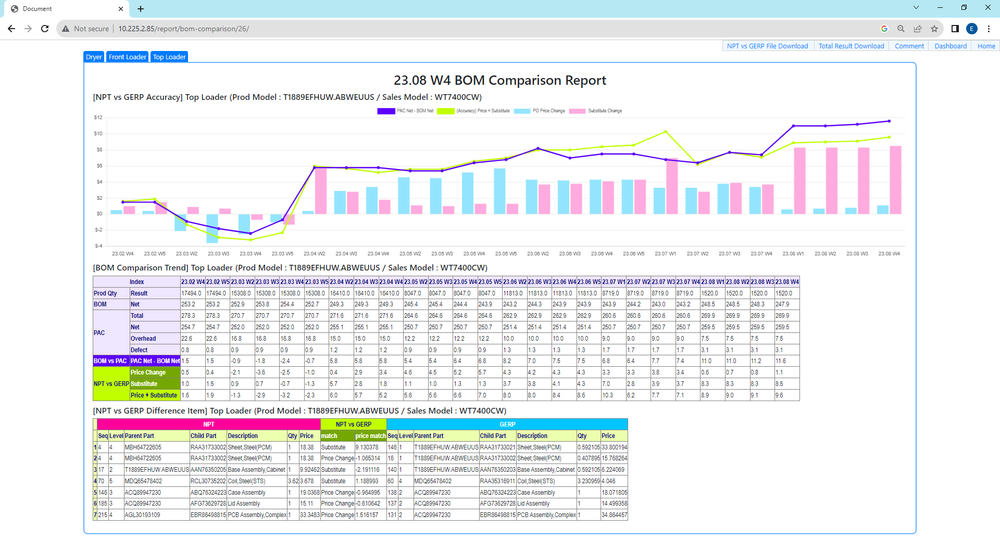 Document
Not secure
10.225.2.85/report/bom-comparison/26/
E
NPT vs GERP File Download Total Result Download Comment Dashboard Home
Dryer Front Loader Top Loader
23.08 W4 BOM Comparison Report
[NPT vs GERP Accuracy] Top Loader (Prod Model : T1889EFHUW.ABWEUUS / Sales Model : WT7400CW)
PAC Net - BOM Net (Accuracy) Price + Substitute PO Price Change Substitute Change
$12
$10
$8
$6
$4
$2
$0
$-2
$-4
23.02 W4 23.02 W5 23.03 W2 23.03 W3 23.03 W4 23.03 W5 23.04 W2 23.04 W3 23.04 W4 23.05 W2 23.05 W3 23.05 W4 23.05 W5 23.06 W2 23.06 W3 23.06 W4 23.06 W5 23.07 W1 23.07 W2 23.07 W3 23.07 W4 23.08 W1 23.08 W2 23.08 W3 23.08 W4
[BOM Comparison Trend] Top Loader (Prod Model : T1889EFHUW.ABWEUUS / Sales Model : WT7400CW)
Index 23.02 W4 23.02 W5 23.03 W2 23.03 W3 23.03 W4 23.03 W5 23.04 W2 23.04 W3 23.04 W4 23.05 W2 23.05 W3 23.05 W4 23.05 W5 23.06 W2 23.06 W3 23.06 W4 23.06 W5 23.07 W1 23.07 W2 23.07 W3 23.07 W4 23.08 W1 23.08 W2 23.08 W3 23.08 W4
Prod Qty Result 17494.0 17494.0 15308.0 15308.0 15308.0 15308.0 16410.0 16410.0 16410.0 8047.0 8047.0 8047.0 8047.0 11813.0 11813.0 11813.0 11813.0 8719.0 8719.0 8719.0 8719.0 1520.0 1520.0 1520.0 1520.0
BOM Net 253.2 253.2 252.9 253.8 254.4 252.7 249.3 249.3 249.3 245.4 245.4 244.4 243.9 243.2 244.3 243.9 243.9 243.9 244.2 243.0 243.2 248.5 248.5 248.3 247.9
PAC Total 278.3 278.3 270.7 270.7 270.7 270.7 271.6 271.6 271.6 264.6 264.6 264.6 264.6 262.9 262.9 262.9 262.9 260.6 260.6 260.6 260.6 269.9 269.9 269.9 269.9
Net 254.7 254.7 252.0 252.0 252.0 252.0 255.1 255.1 255.1 250.7 250.7 250.7 250.7 251.4 251.4 251.4 251.4 250.7 250.7 250.7 250.7 259.5 259.5 259.5 259.5
Overhead 22.6 22.6 16.8 16.8 16.8 16.8 15.0 15.0 15.0 12.2 12.2 12.2 12.2 10.0 10.0 10.0 10.0 9.0 9.0 9.0 9.0 7.5 7.5 7.5 7.5
Defect 0.8 0.8 0.9 0.9 0.9 0.9 1.2 1.2 1.2 0.9 0.9 0.9 0.9 1.3 1.3 1.3 1.3 1.7 1.7 1.7 1.7 3.1 3.1 3.1 3.1
BOM vs PAC PAC Net - BOM Net 1.5 1.5 -0.9 -1.8 -2.4 -0.7 5.8 5.8 5.8 5.4 5.4 6.4 6.8 8.2 7.0 7.5 7.5 6.8 6.4 7.7 7.4 11.0 11.0 11.2 11.6
NPT vs GERP Price Change 0.5 0.4 -2.1 -3.6 -2.5 -1.0 0.4 2.9 3.4 4.6 4.5 5.2 5.7 4.3 4.2 4.3 4.3 3.3 3.3 3.8 3.4 0.6 0.7 0.8 1.1
Substitute 1.0 1.5 0.9 0.7 -0.7 -1.3 5.7 2.8 1.8 1.1 1.0 1.3 1.3 3.7 3.8 4.1 4.3 7.0 2.8 3.9 3.7 8.3 8.3 8.3 8.5
Price + Substitute 1.6 1.9 -1.3 -2.9 -3.2 -2.3 6.0 5.7 5.2 5.6 5.6 6.6 7.0 8.0 8.0 8.4 8.6 10.3 6.2 7.7 7.1 8.9 9.0 9.1 9.6
[NPT vs GERP Difference Item] Top Loader (Prod Model : T1889EFHUW.ABWEUUS / Sales Model : WT7400CW)
NPT NPT vs GERP GERP
Seq Level Parent Part Child Part Description Qty Price match price match Seq Level Parent Part Child Part Description Qty Price
1 4 4 MBH64722605 RAA31733002 Sheet,Steel(PCM) 1 18.38 Substitute 9.130378 146 1 T1889EFHUW.ABWEUUS RAA31733021 Sheet,Steel(PCM) 0.592105 33.800194
2 4 4 MBH64722605 RAA31733002 Sheet,Steel(PCM) 1 18.38 Price Change -1.065314 16 1 T1889EFHUW.ABWEUUS RAA31733002 Sheet,Steel(PCM) 0.407895 15.768264
3 17 2 T1889EFHUW.ABWEUUS AAN76350205 Base Assembly,Cabinet 1 9.92462 Substitute -2.191116 140 1 T1889EFHUW.ABWEUUS AAN76350203 Base Assembly,Cabinet 0.592105 6.224069
4 70 5 MDQ65478402 RCL30735202 Coil,Steel(STS) 3.62 3.678 Substitute 1.188993 60 4 MDQ65478402 RAA35316911 Coil,Steel(STS) 3.230959 4.046
5 146 3 ACQ89947230 ABQ76324223 Case Assembly 1 19.0368 Price Change -0.964995 138 2 ACQ89947230 ABQ76324223 Case Assembly 1 18.071805
6 185 3 ACQ89947230 AFG73629728 Lid Assembly 1 15.11 Price Change -0.610642 137 2 ACQ89947230 AFG73629728 Lid Assembly 1 14.499358
7 215 4 AGL30193109 EBR86498815 PCB Assembly,Complex 1 33.3483 Price Change 1.516157 131 2 ACQ89947230 EBR86498815 PCB Assembly,Complex 1 34.864457